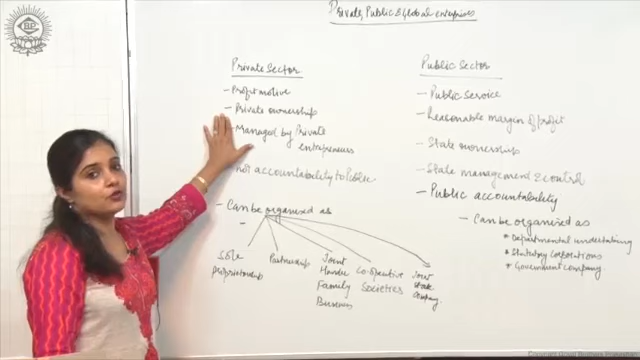 Private, Public & Global enterprises
Private Sector
- Profit motive
- Private ownership
- Managed by Private
entrepreneurs
not accountability to Public
- Can be organised as
Sole
Proprietorship
Partnership
Joint
Hindu
Family
Business
Co-operative
Societies
Joint
State
Company
Public Sector
- Public Service
- Reasonable margin of profit
- State ownership
- State management & control
- Public accountability
- Can be organised as
* Departmental undertaking
* Statutory Corporations
* Government Company